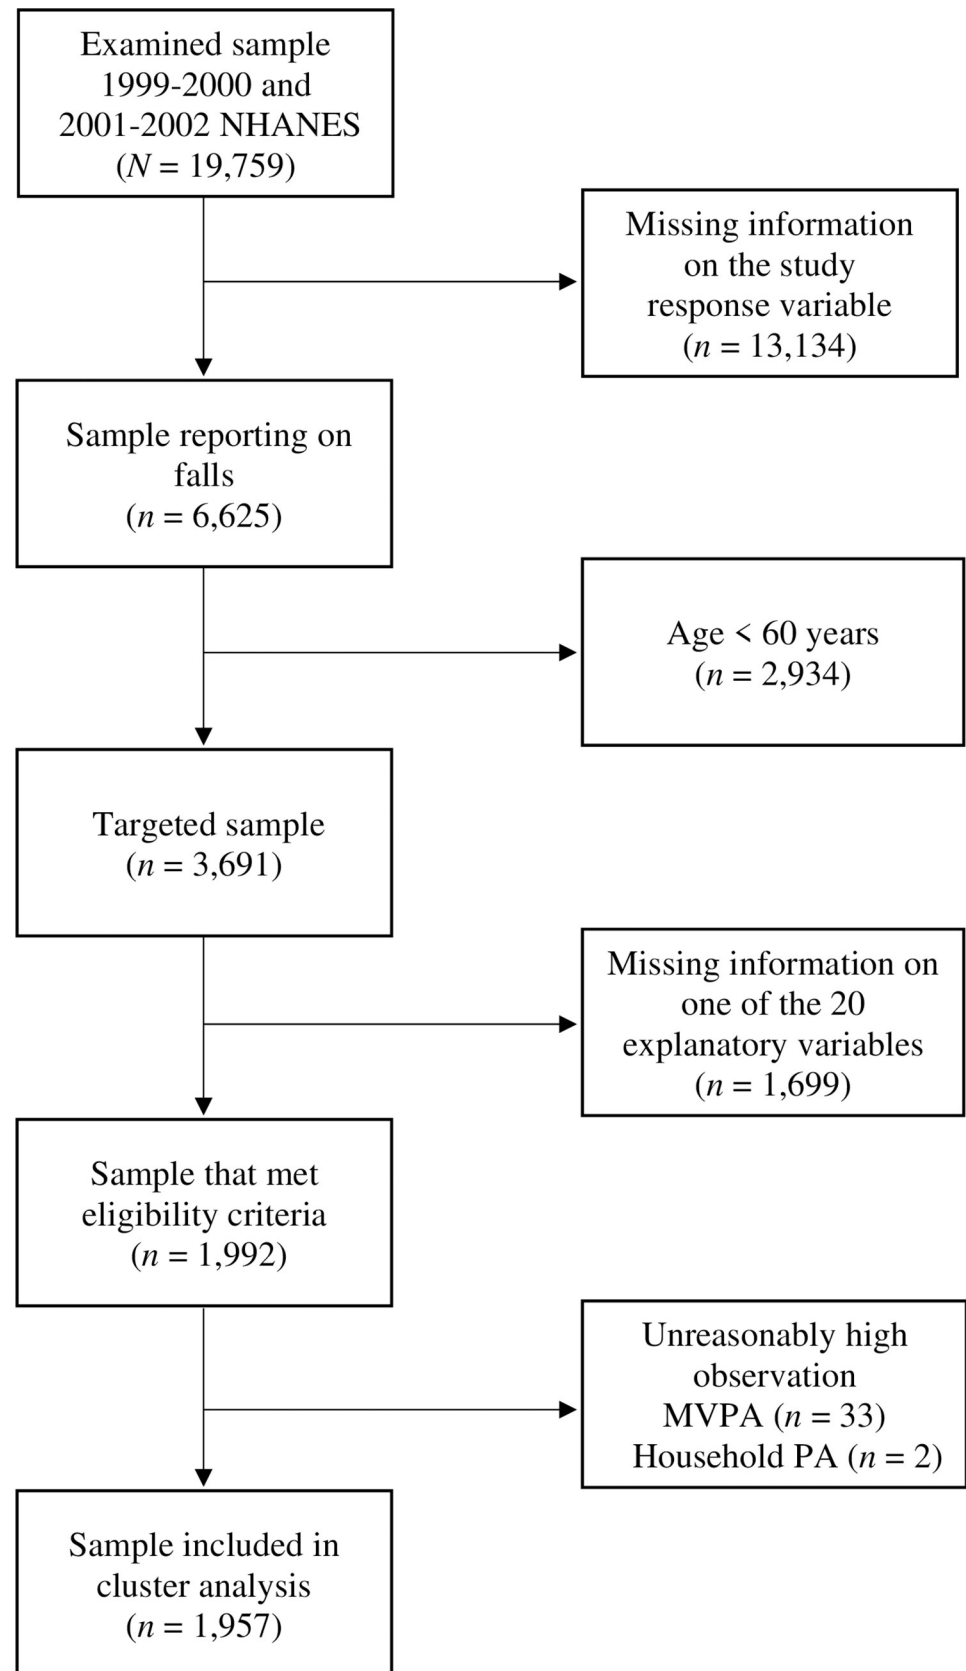 Examined sample
1999-2000 and
2001-2002 NHANES
(N = 19,759)
Missing information
on the study
response variable
(n = 13,134)
Sample reporting on
falls
(n = 6,625)
Age < 60 years
(n = 2,934)
Targeted sample
(n = 3,691)
Missing information on
one of the 20
explanatory variables
(n = 1,699)
Sample that met
eligibility criteria
(n = 1,992)
Unreasonably high
observation
MVPA (n = 33)
Household PA (n = 2)
Sample included in
cluster analysis
(n = 1,957)